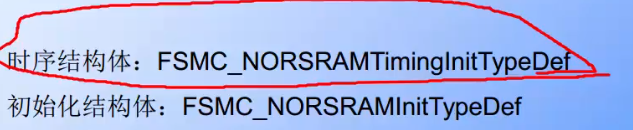 时序结构体：FSMC_NORSRAMTimingInitTypeDef
初始化结构体：FSMC_NORSRAMInitTypeDef